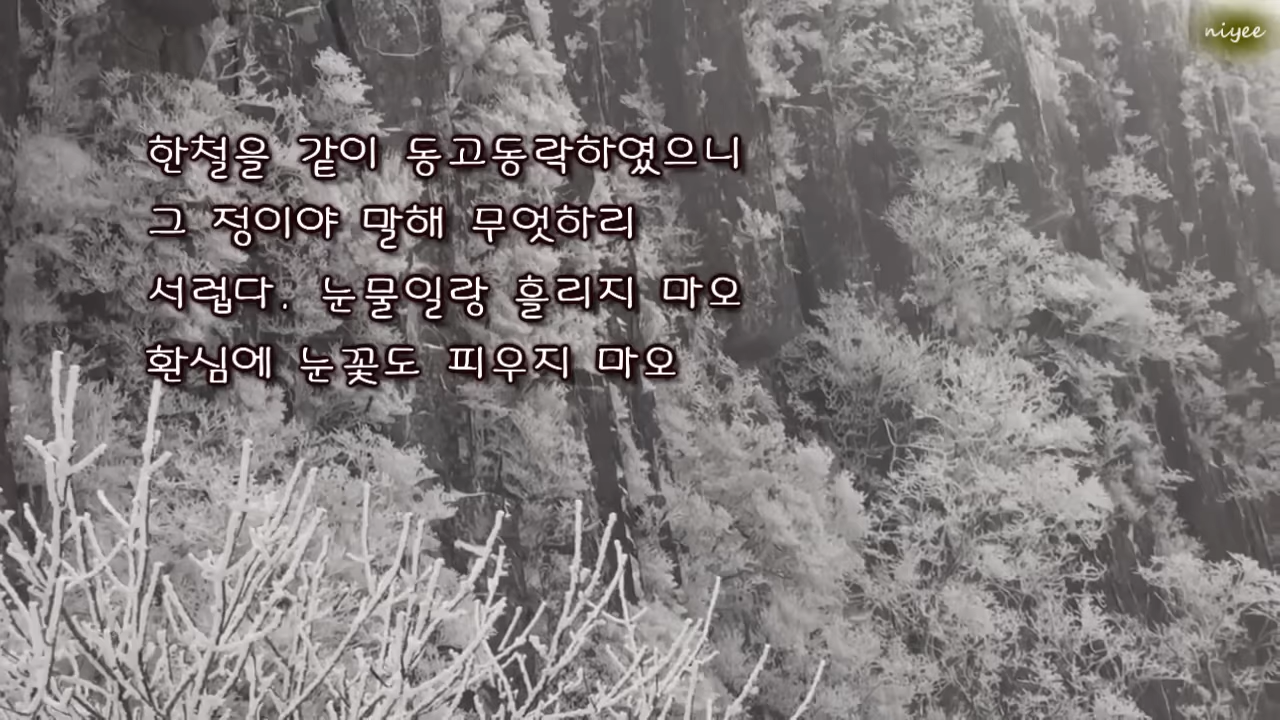 niyee
한철을 같이 동고동락하였으니
그 정이야 말해 무엇하리
서럽다. 눈물일랑 흘리지 마오
환심에 눈꽃도 피우지 마오